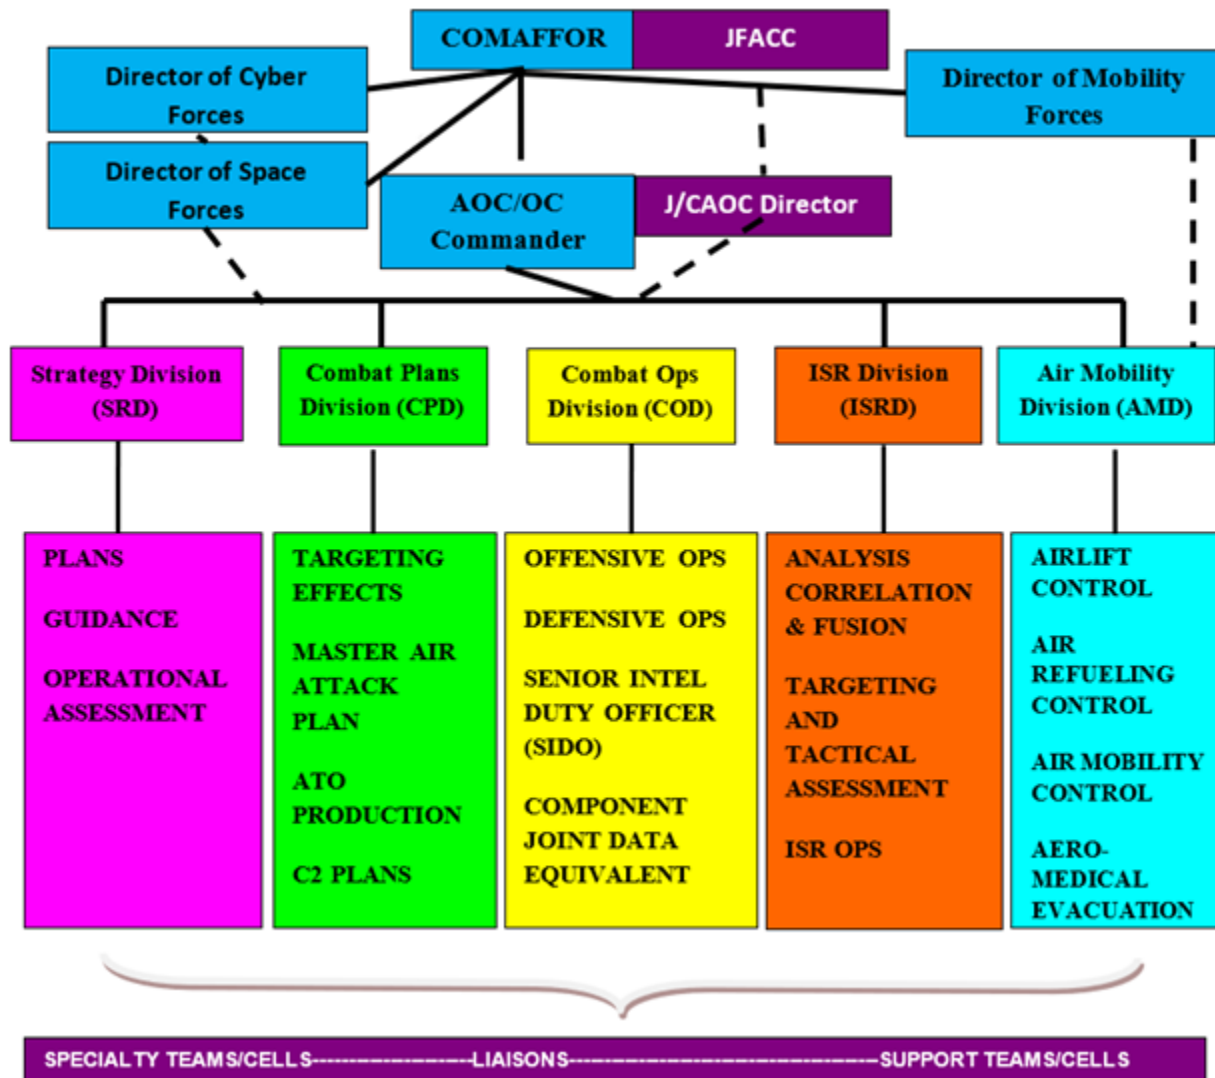 COMAFFOR
JFACC
Director of Cyber
Forces
Director of Mobility
Forces
Director of Space
Forces
AOC/OC
Commander
J/CAOC Director
Strategy Division
(SRD)
Combat Plans
Division (CPD)
Combat Ops
Division (COD)
ISR Division
(ISRD)
Air Mobility
Division (AMD)
PLANS
GUIDANCE
OPERATIONAL
ASSESSMENT
TARGETING
EFFECTS
MASTER AIR
ATTACK
PLAN
ATO
PRODUCTION
C2 PLANS
OFFENSIVE OPS
DEFENSIVE OPS
SENIOR INTEL
DUTY OFFICER
(SIDO)
COMPONENT
JOINT DATA
EQUIVALENT
ANALYSIS
CORRELATION
& FUSION
TARGETING
AND
TACTICAL
ASSESSMENT
ISR OPS
AIRLIFT
CONTROL
AIR
REFUELING
CONTROL
AIR MOBILITY
CONTROL
AERO-
MEDICAL
EVACUATION
SPECIALTY TEAMS/CELLS-----------------------LIAISONS-------------------------------------------SUPPORT TEAMS/CELLS